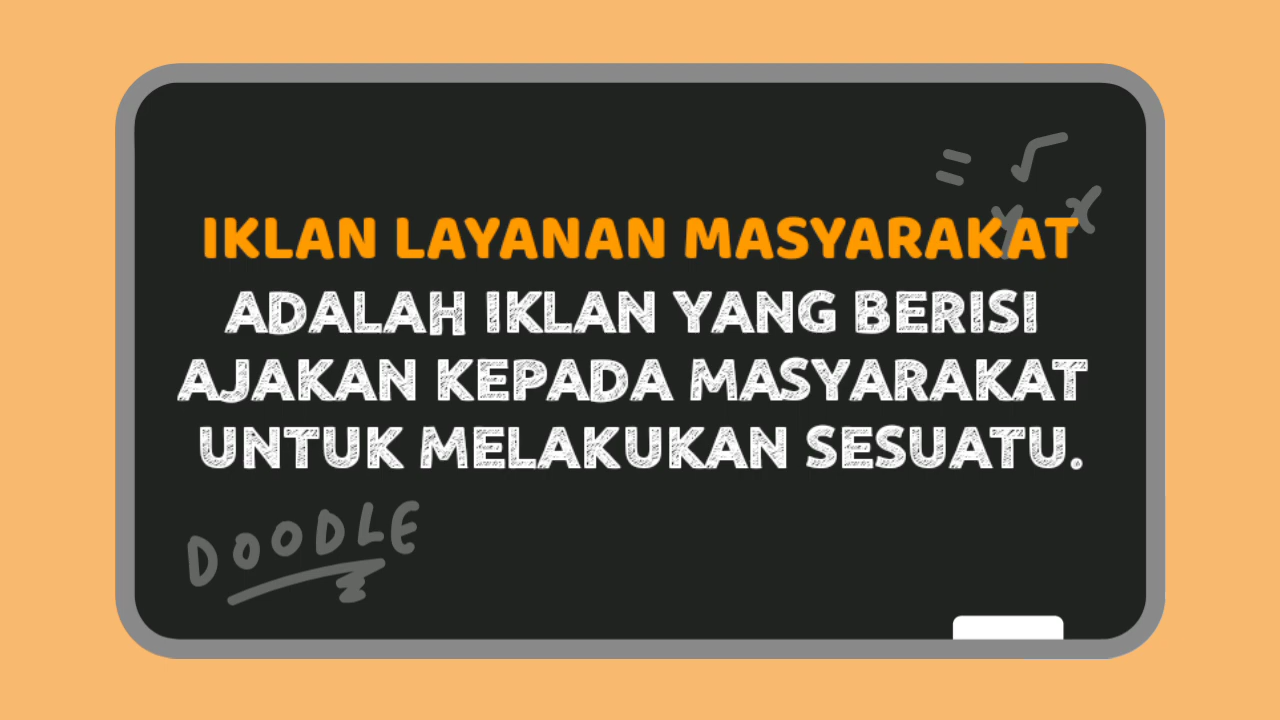 = √
x x
IKLAN LAYANAN MASYARAKAT
ADALAH IKLAN YANG BERISI
AJAKAN KEPADA MASYARAKAT
UNTUK MELAKUKAN SESUATU.
DOODLE